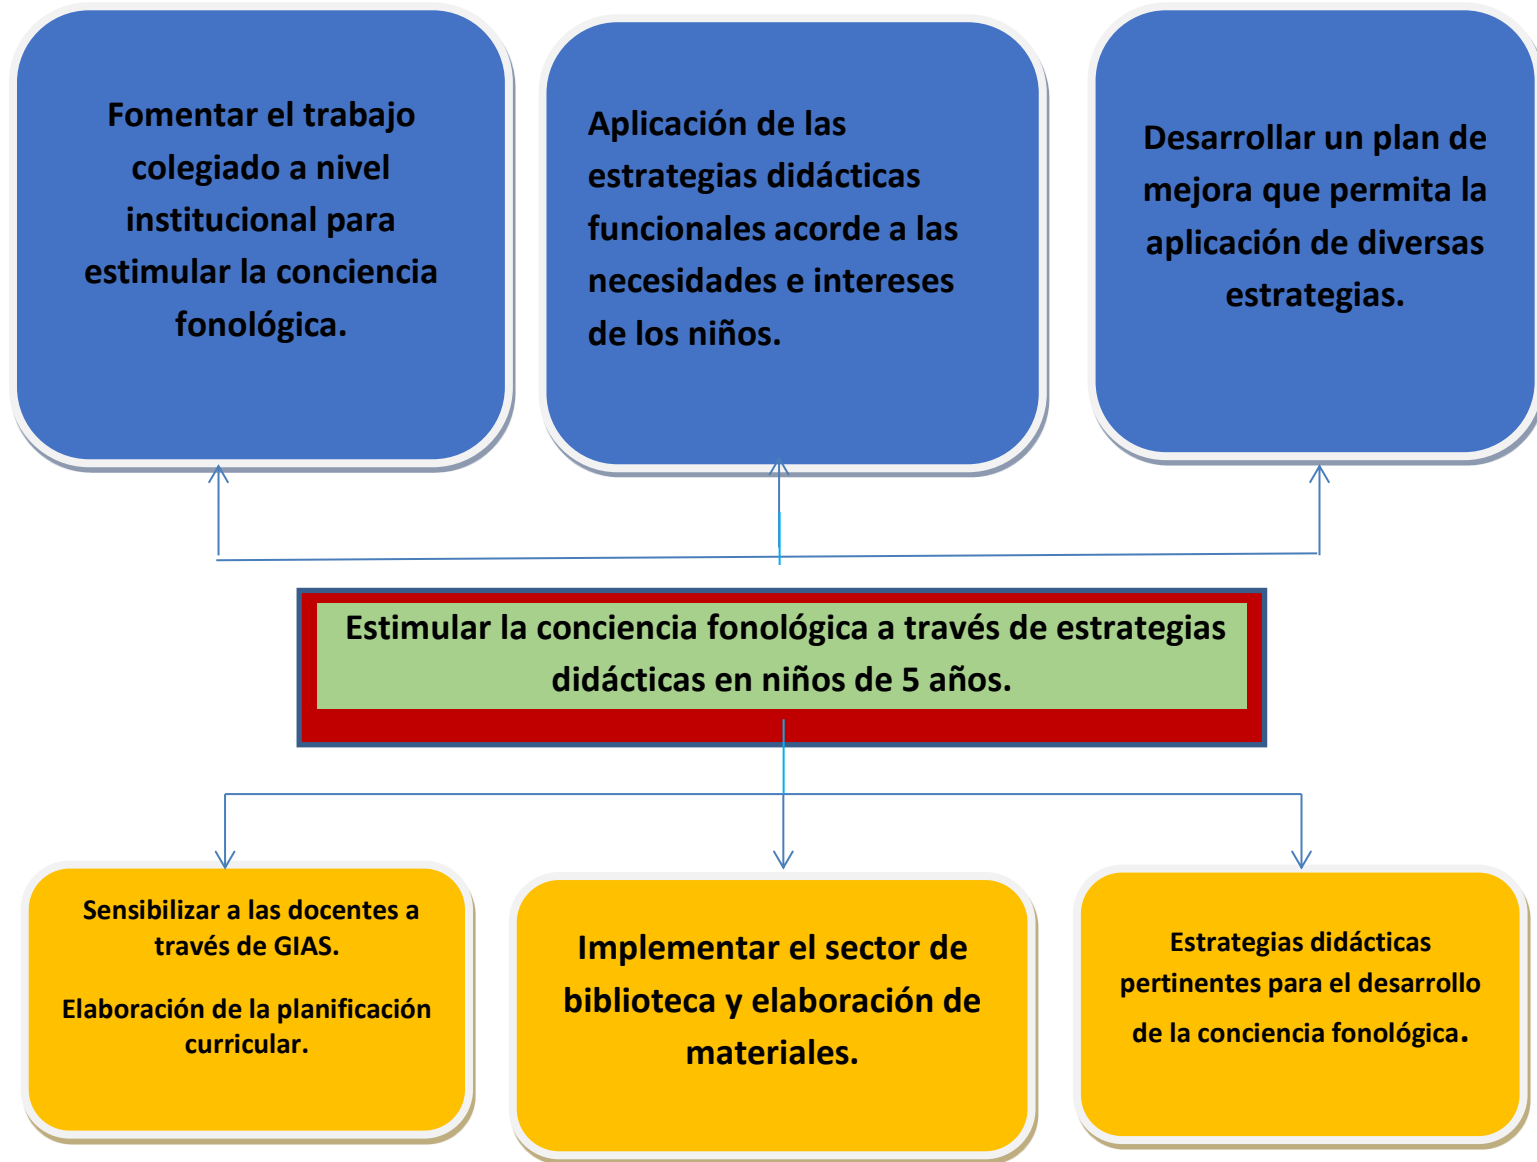 Fomentar el trabajo
colegiado a nivel
institucional para
estimular la conciencia
fonológica.
Aplicación de las
estrategias didácticas
funcionales acorde a las
necesidades e intereses
de los niños.
Desarrollar un plan de
mejora que permita la
aplicación de diversas
estrategias.
Estimular la conciencia fonológica a través de estrategias
didácticas en niños de 5 años.
Sensibilizar a las docentes a
través de GIAS.
Elaboración de la planificación
curricular.
Implementar el sector de
biblioteca y elaboración de
materiales.
Estrategias didácticas
pertinentes para el desarrollo
de la conciencia fonológica.